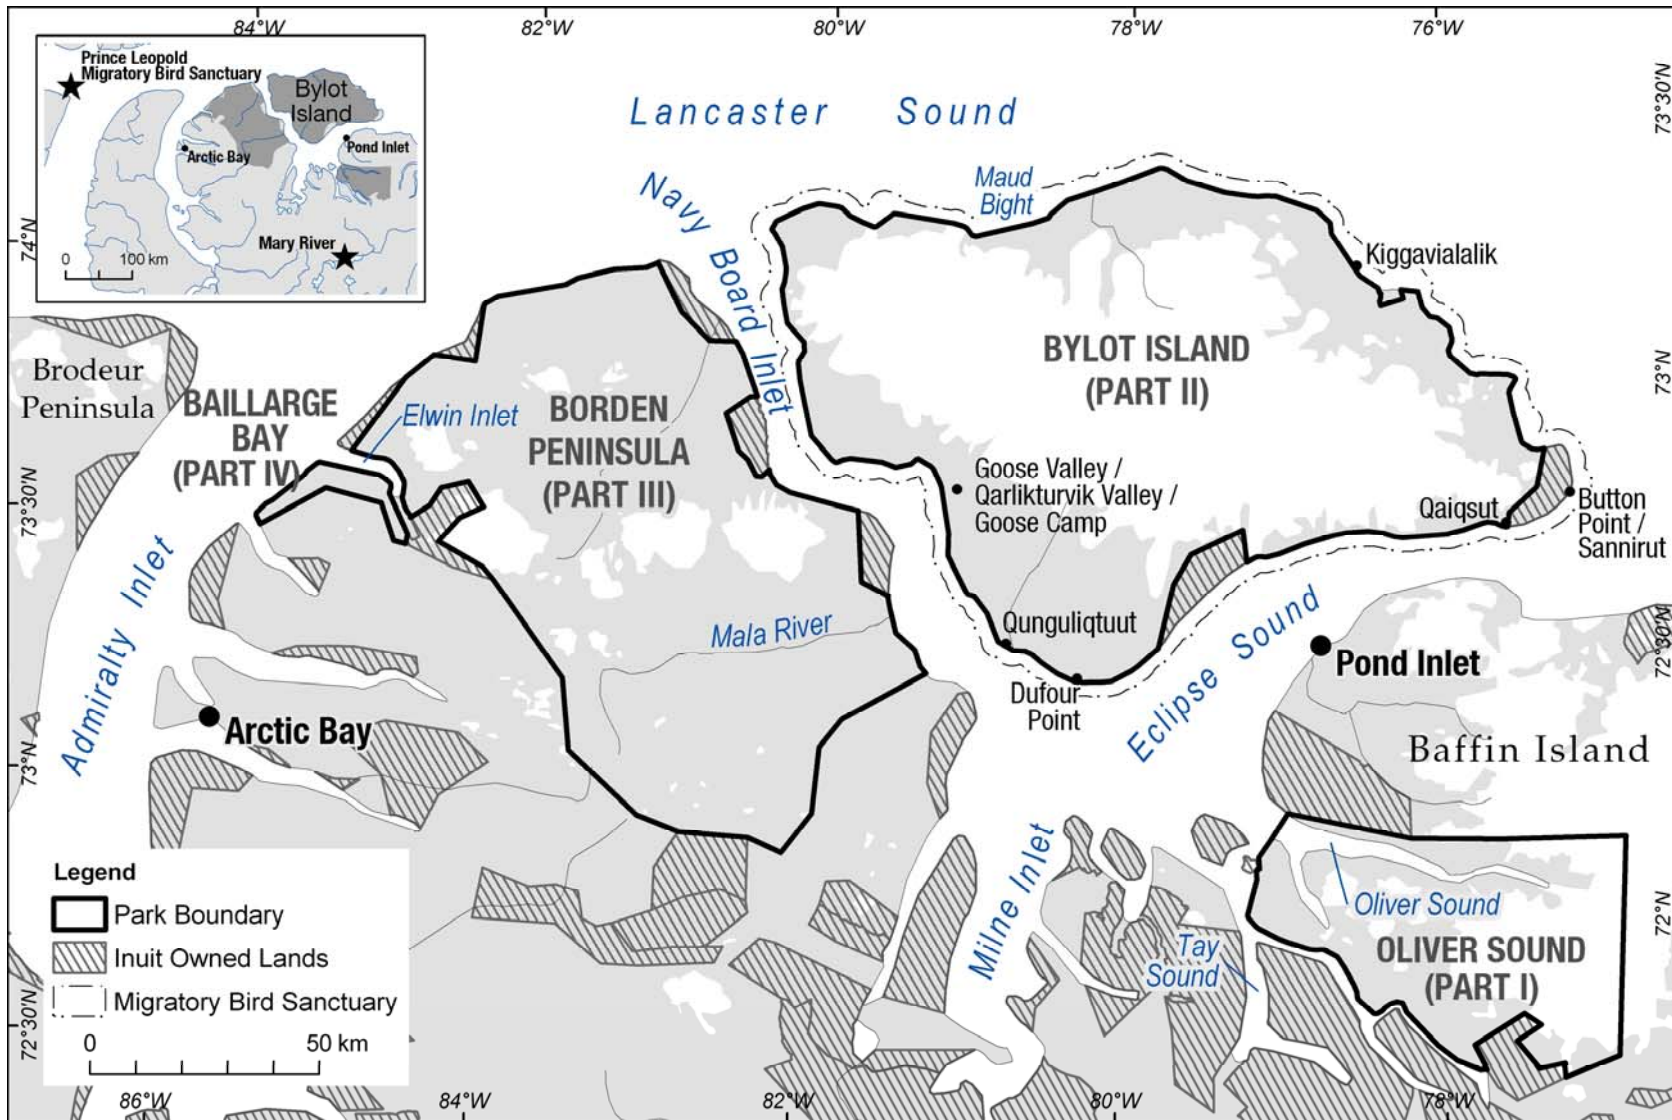 84°W
82°W
80°W
78°W
76°W
Prince Leopold
Migratory Bird Sanctuary
Bylot
Island
Arctic Bay
Pond Inlet
Mary River
0
100 km
Lancaster Sound
Navy Board Inlet
Maud
Bight
Kiggavialalik
73°30'N
74°N
73°N
Brodeur
Peninsula
BAILLARGE
BAY
(PART IV)
Elwin Inlet
BORDEN
PENINSULA
(PART III)
BYLOT ISLAND
(PART II)
Goose Valley /
Qarlikturvik Valley /
Goose Camp
Qaiqsut
Button
Point /
Sannirut
73°30'N
72°30'N
Admiralty Inlet
Mala River
Qunguliqtuut
Dufour
Point
Eclipse Sound
Pond Inlet
Arctic Bay
Baffin Island
73°N
72°N
Milne Inlet
Tay
Sound
Oliver Sound
OLIVER SOUND
(PART I)
72°30'N
Legend
Park Boundary
Inuit Owned Lands
Migratory Bird Sanctuary
0
50 km
86°W
84°W
82°W
80°W
78°W